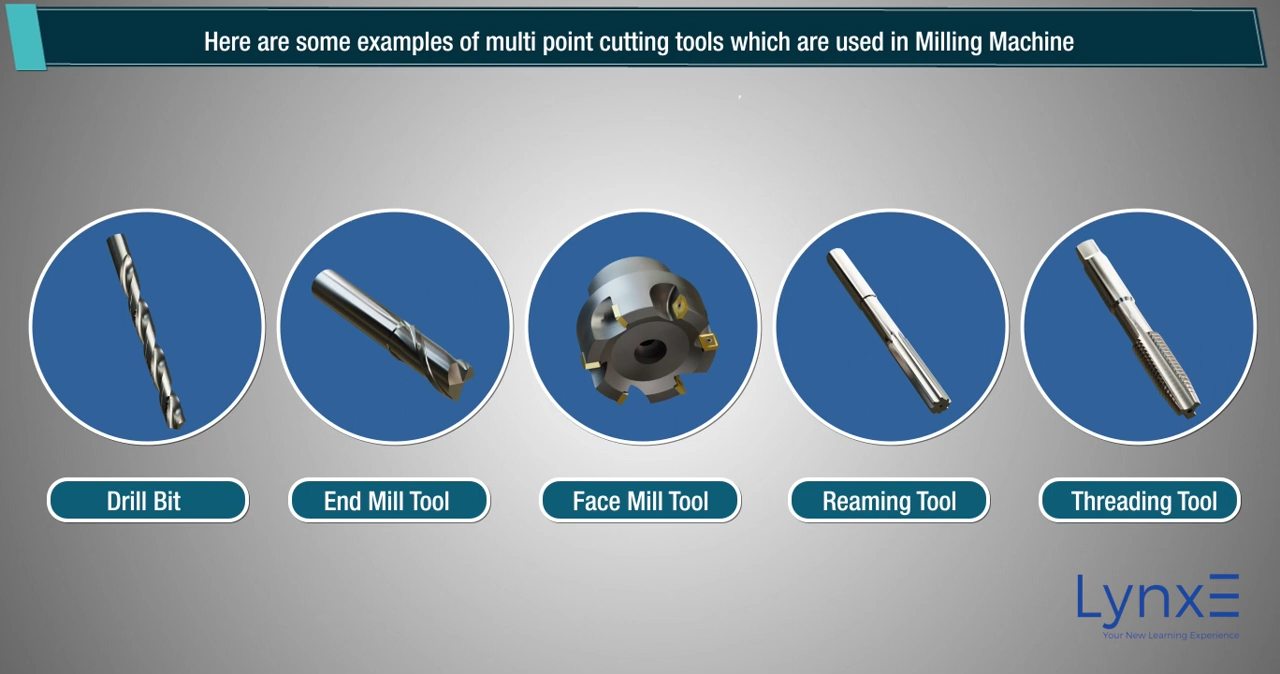 Here are some examples of multi point cutting tools which are used in Milling Machine
Drill Bit
End Mill Tool
Face Mill Tool
Reaming Tool
Threading Tool
LynxE
Your New Learning Experience